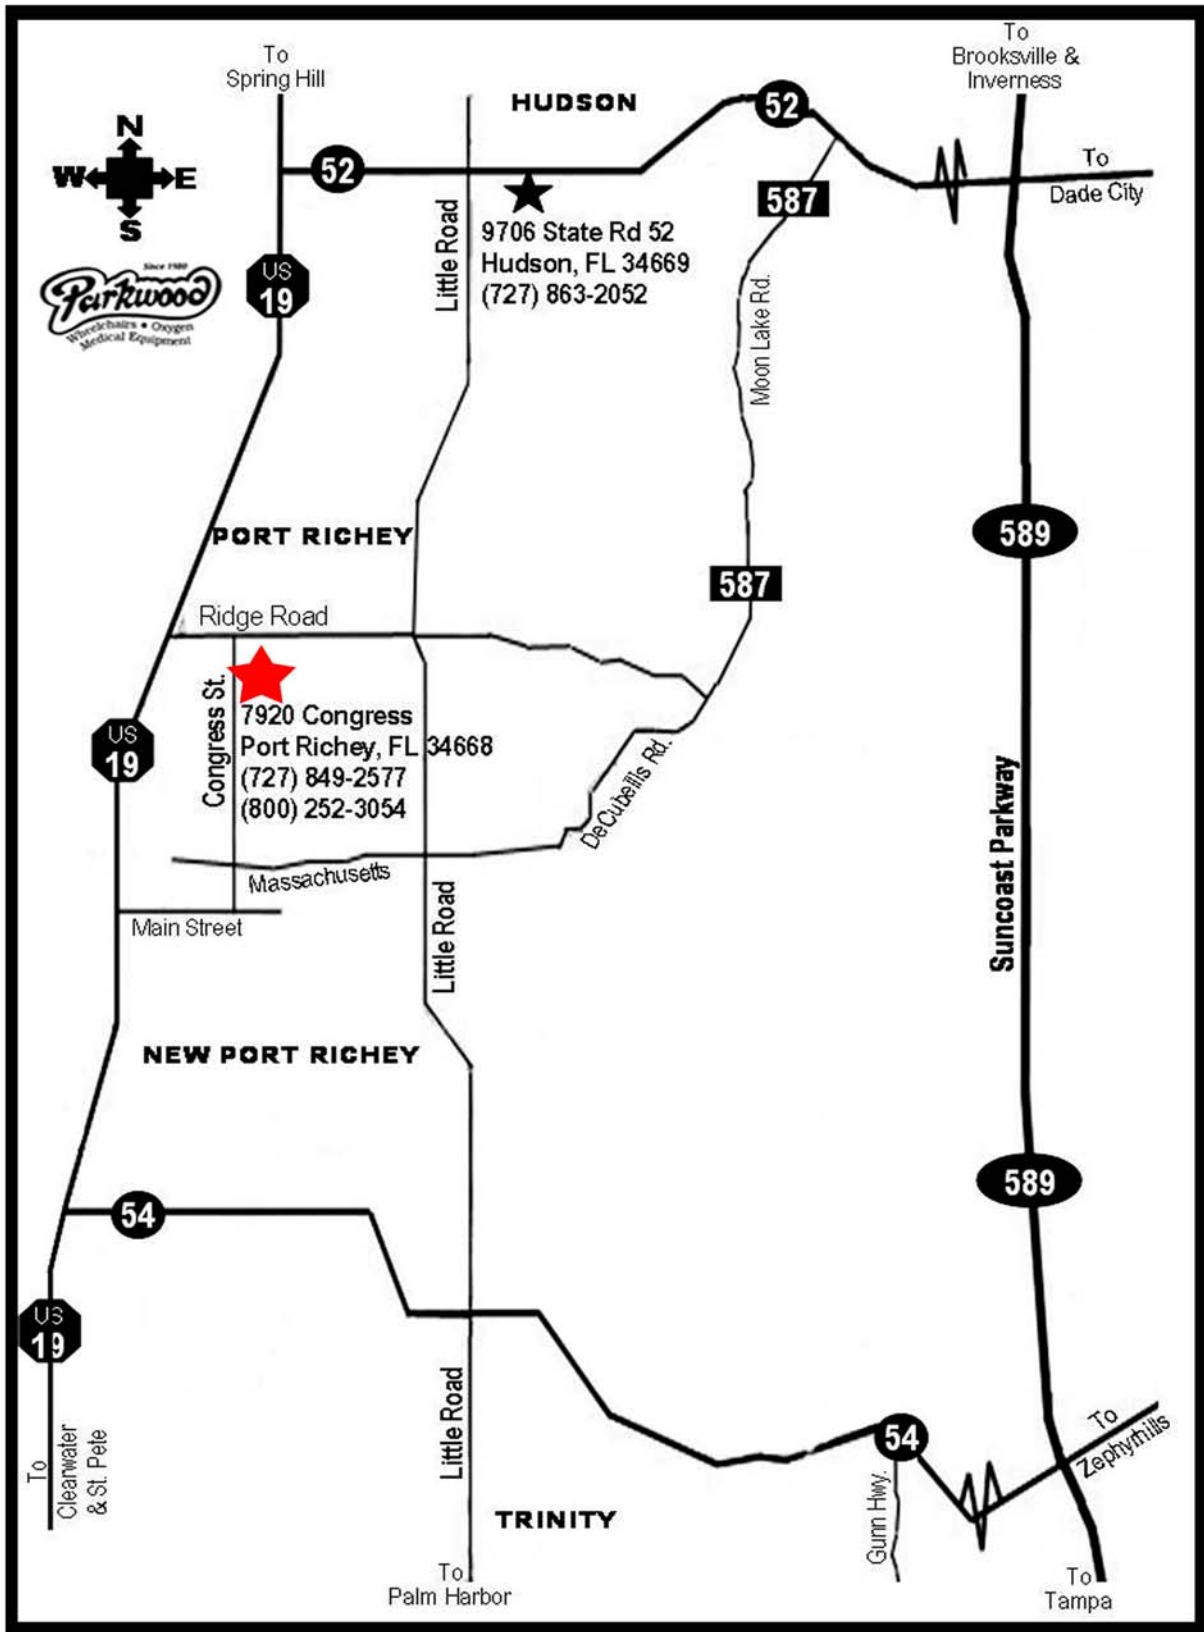 To
Spring Hill
To
Brooksville &
Inverness
HUDSON
52
N
W E
S
52
To
Dade City
587
Little Road
9706 State Rd 52
Hudson, FL 34669
(727) 863-2052
US
19
Since 1980
Parkwood
Wheelchairs • Oxygen
Medical Equipment
Moon Lake Rd.
PORT RICHEY
589
587
Ridge Road
Congress St.
7920 Congress
Port Richey, FL 34668
(727) 849-2577
(800) 252-3054
US
19
DeCubellis Rd.
Suncoast Parkway
Massachusetts
Main Street
Little Road
NEW PORT RICHEY
589
54
US
19
Little Road
54
To
Zephyrhills
To
Clearwater
& St. Pete
Gunn Hwy.
TRINITY
To
Palm Harbor
To
Tampa